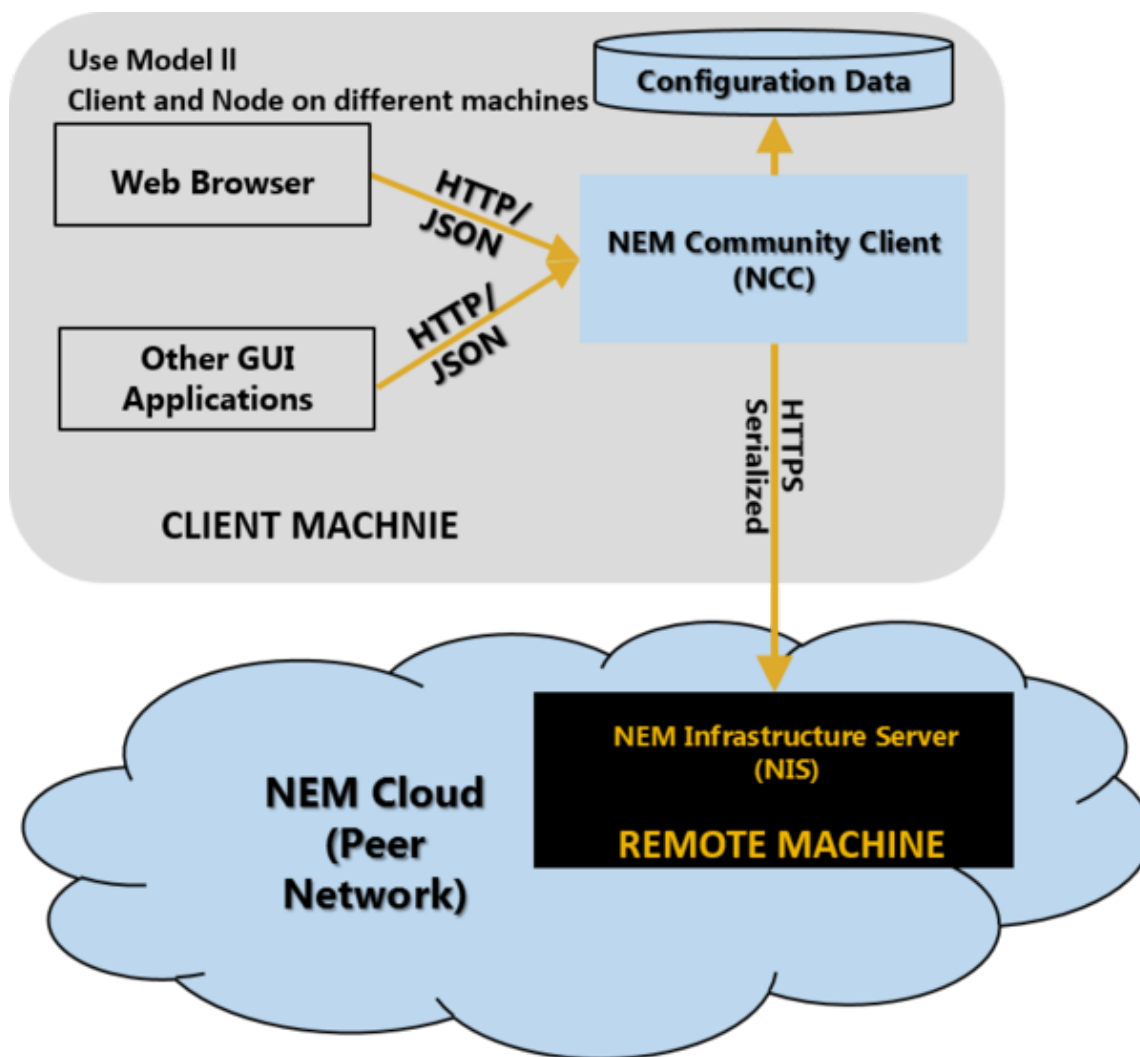 Use Model ll
Client and Node on different machines
Configuration Data
Web Browser
HTTP/
JSON
NEM Community Client
(NCC)
Other GUI
Applications
HTTP/
JSON
HTTPS
Serialized
CLIENT MACHNIE
NEM Infrastructure Server
(NIS)
REMOTE MACHINE
NEM Cloud
(Peer
Network)